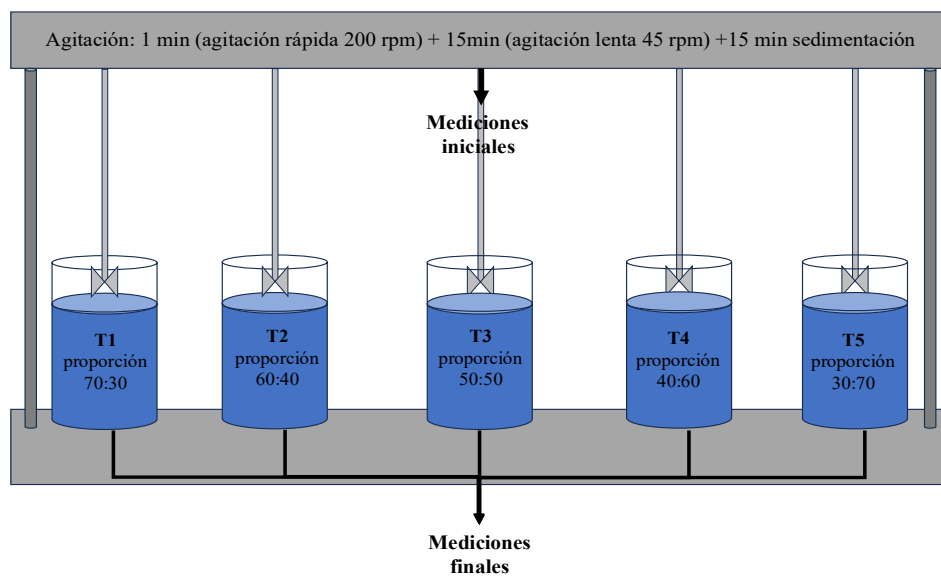 Agitación: 1 min (agitación rápida 200 rpm) + 15min (agitación lenta 45 rpm) +15 min sedimentación
Mediciones
iniciales
T1
proporción
70:30
T2
proporción
60:40
T3
proporción
50:50
T4
proporción
40:60
T5
proporción
30:70
Mediciones
finales